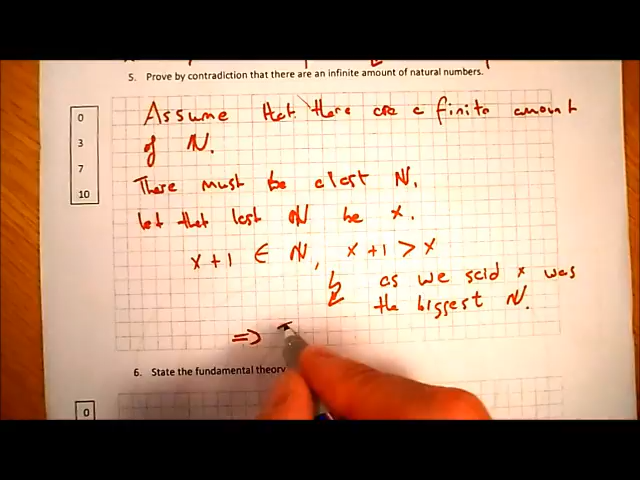 5. Prove by contradiction that there are an infinite amount of natural numbers.
0
3
7
10
Assume that there are a finite amount
of ℕ.
There must be a last ℕ.
let that last ℕ be x.
x+1 ∈ ℕ, x+1 > x
as we said x was
the biggest ℕ.
=>
6. State the fundamental theory
0